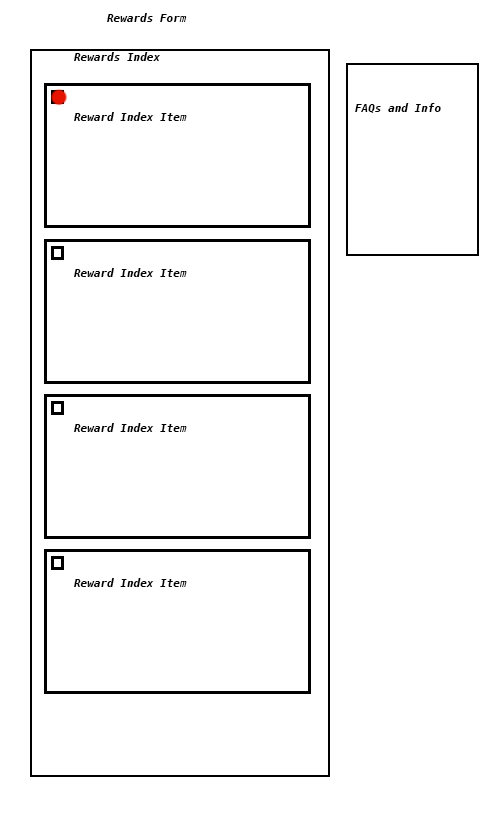 Rewards Form
Rewards Index
Reward Index Item
Reward Index Item
Reward Index Item
Reward Index Item
FAQs and Info